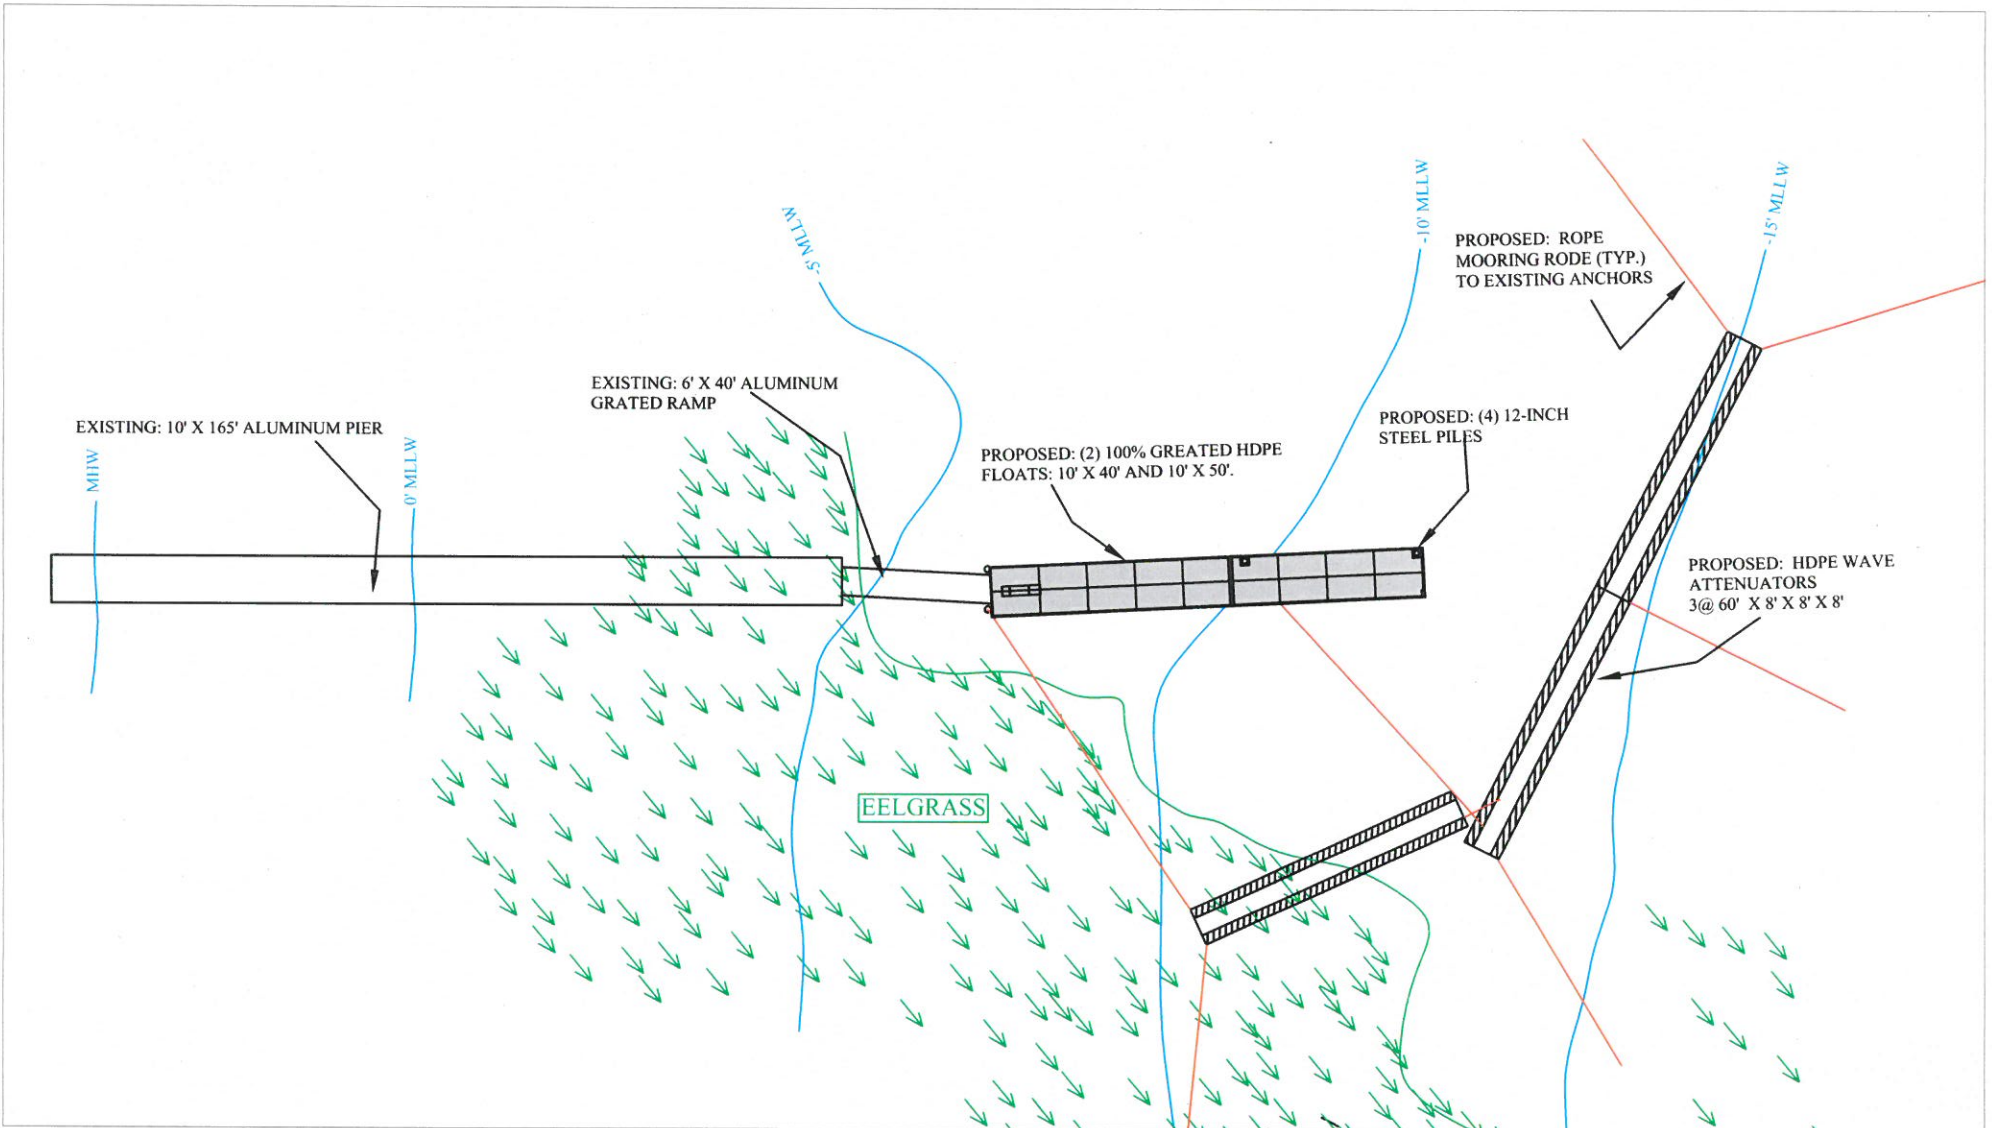 -15' MLLW
-10' MLLW
-5' MLLW
PROPOSED: ROPE
MOORING RODE (TYP.)
TO EXISTING ANCHORS
EXISTING: 6' X 40' ALUMINUM
GRATED RAMP
EXISTING: 10' X 165' ALUMINUM PIER
PROPOSED: (4) 12-INCH
STEEL PILES
MHW
0' MLLW
PROPOSED: (2) 100% GREATED HDPE
FLOATS: 10' X 40' AND 10' X 50'.
PROPOSED: HDPE WAVE
ATTENUATORS
3@ 60' X 8' X 8' X 8'
EELGRASS